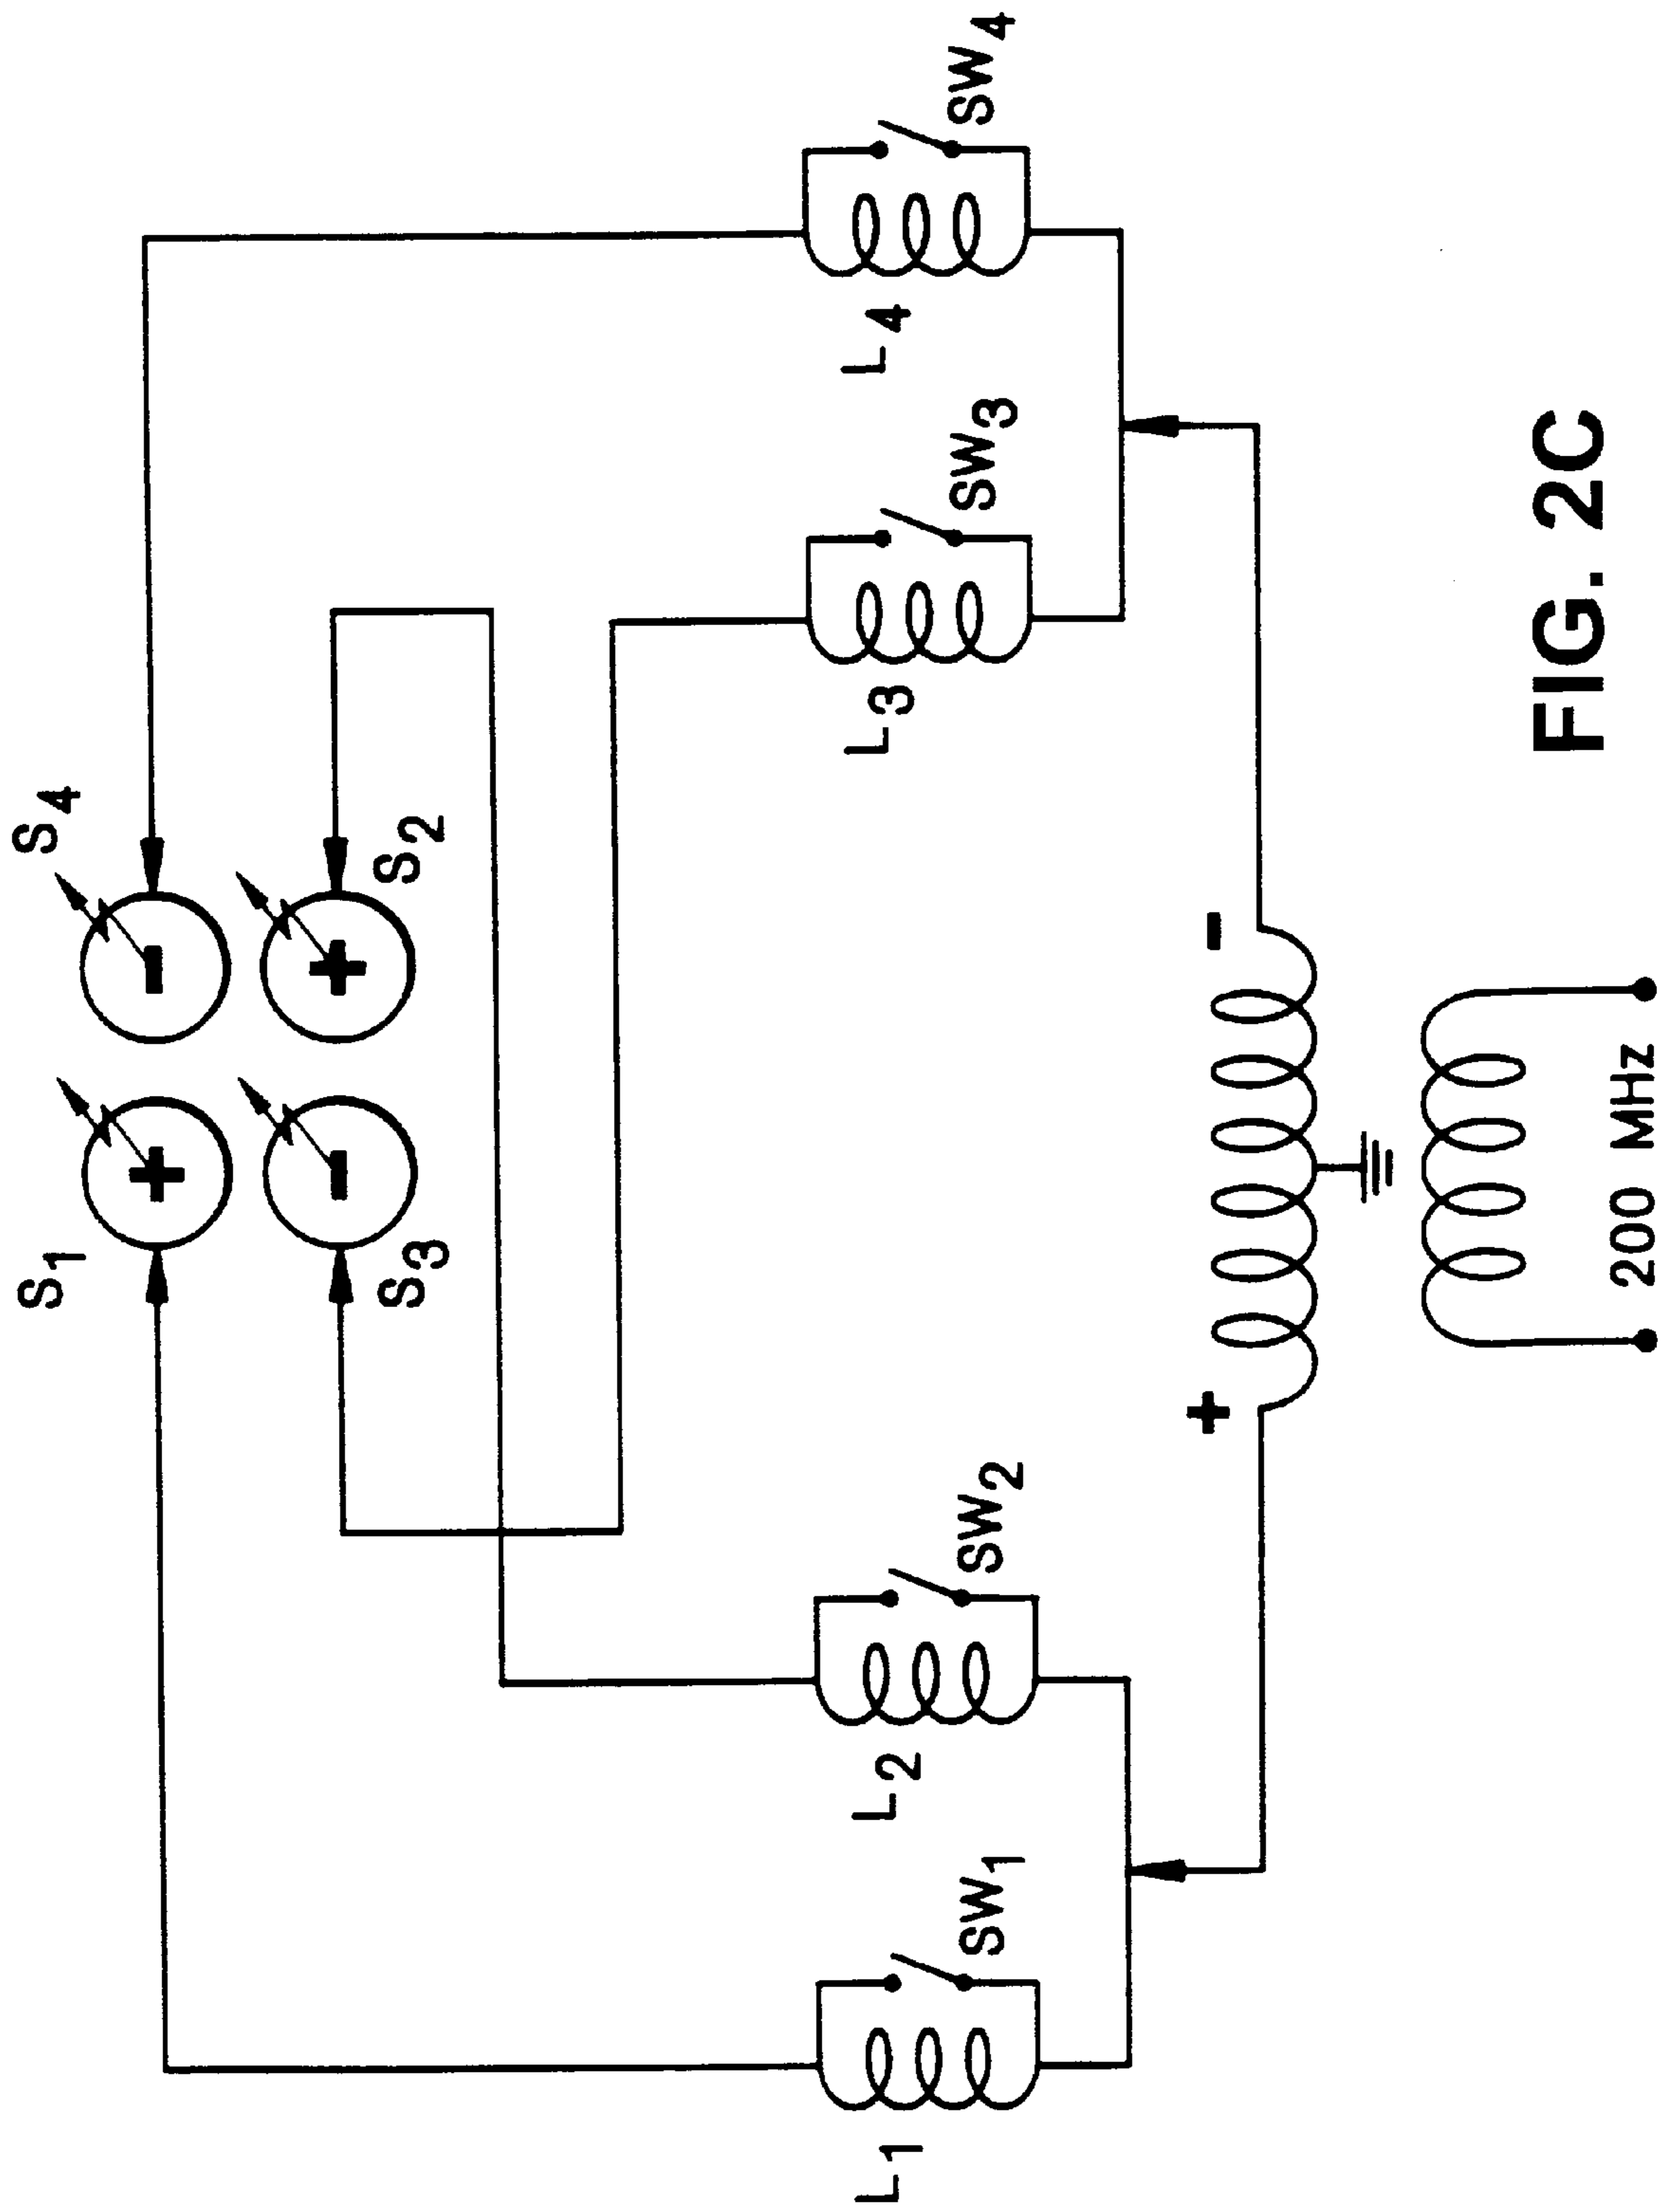 S1
S4
+
-
S3
S2
-
+
L1
SW1
L2
SW2
L3
SW3
L4
SW4
+
-
200 MHz
FIG. 2C